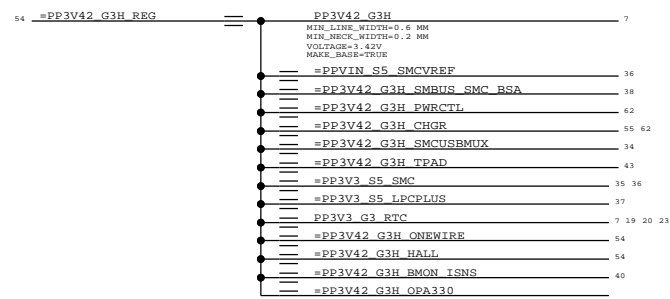 54 =PP3V42_G3H_REG PP3V42_G3H 7
MIN_LINE_WIDTH=0.6 MM
MIN_NECK_WIDTH=0.2 MM
VOLTAGE=3.42V
MAKE_BASE=TRUE
=PPVIN_S5_SMCVREF 36
=PP3V42_G3H_SMBUS_SMC_BSA 38
=PP3V42_G3H_PWRCTL 62
=PP3V42_G3H_CHGR 55 62
=PP3V42_G3H_SMCUSBMUX 34
=PP3V42_G3H_TPAD 43
=PP3V3_S5_SMC 35 36
=PP3V3_S5_LPCPLUS 37
PP3V3_G3_RTC 7 19 20 23
=PP3V42_G3H_ONEWIRE 54
=PP3V42_G3H_HALL 54
=PP3V42_G3H_BMON_ISNS 40
=PP3V42_G3H_OPA330